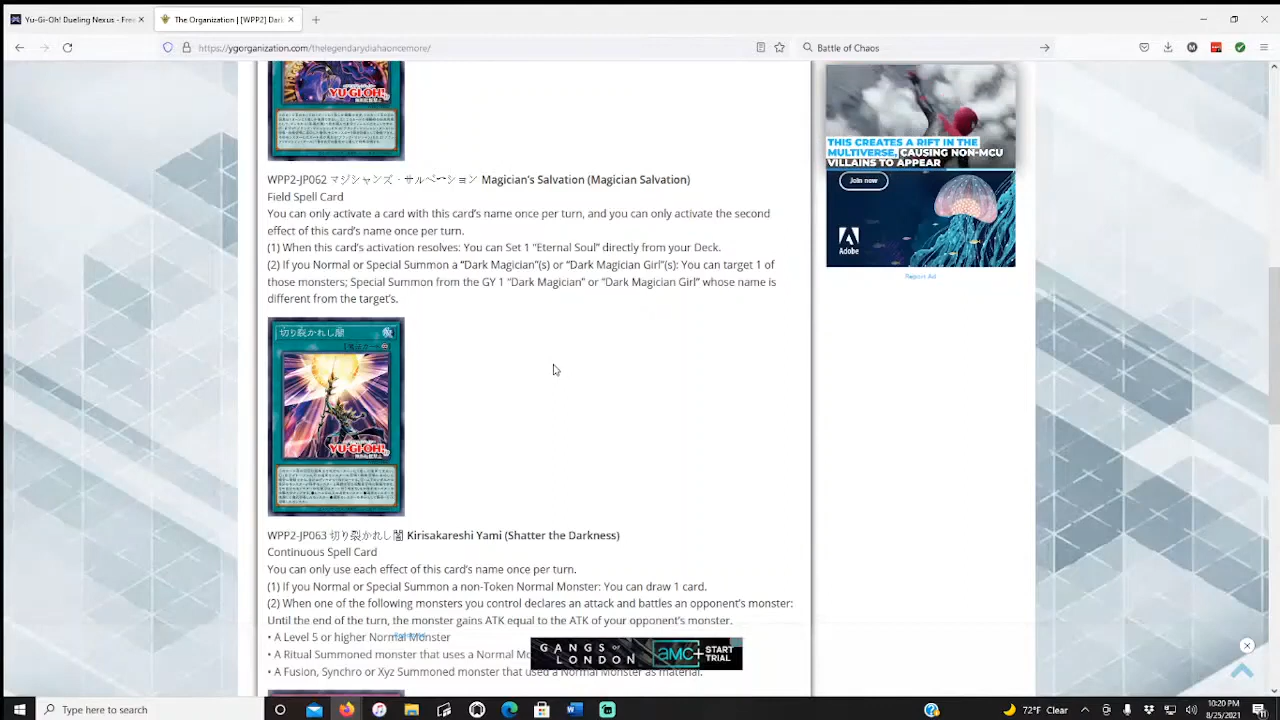 Yu-Gi-Oh! Dueling Nexus - Free
The Organization | [WPP2] Dark
https://ygorganization.com/thelegendarydiahaoncemore/
Battle of Chaos
YU-GI-OH!
WPP2-JP062 マジシャンズ・サルベーション Magician's Salvation (Magician Salvation)
Field Spell Card
You can only activate a card with this card's name once per turn, and you can only activate the second
effect of this card's name once per turn.
(1) When this card's activation resolves: You can Set 1 "Eternal Soul" directly from your Deck.
(2) If you Normal or Special Summon a "Dark Magician"(s) or "Dark Magician Girl"(s): You can target 1 of
those monsters; Special Summon from the GY 1 "Dark Magician" or "Dark Magician Girl" whose name is
different from the target's.
切り裂かれし闇
YU-GI-OH!
WPP2-JP063 切り裂かれし闇 Kirisakareshi Yami (Shatter the Darkness)
Continuous Spell Card
You can only use each effect of this card's name once per turn.
(1) If you Normal or Special Summon a non-Token Normal Monster: You can draw 1 card.
(2) When one of the following monsters you control declares an attack and battles an opponent's monster:
Until the end of the turn, the monster gains ATK equal to the ATK of your opponent's monster.
• A Level 5 or higher Normal Monster
• A Ritual Summoned monster that uses a Normal Mo
• A Fusion, Synchro or Xyz Summoned monster that used a Normal Monster as material.
THIS CREATES A RIFT IN THE
MULTIVERSE, CAUSING NON-MCU
VILLAINS TO APPEAR
Join now
Adobe
Report Ad
GANGS OF LONDON
amc+
START TRIAL
Type here to search
72°F Clear
10:20 PM
8/25/2021